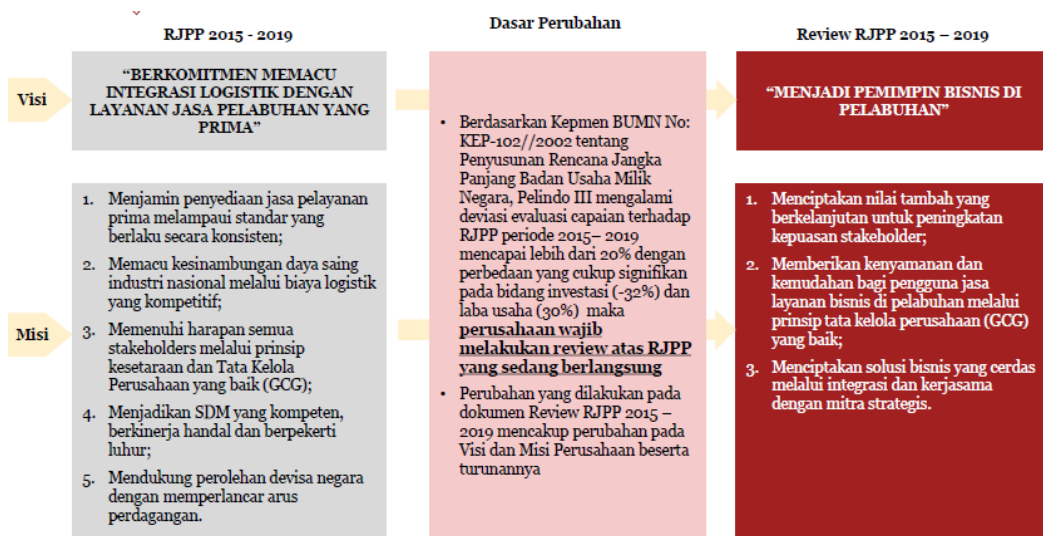 RJPP 2015 - 2019
Dasar Perubahan
Review RJPP 2015 – 2019
Visi
“BERKOMITMEN MEMACU
INTEGRASI LOGISTIK DENGAN
LAYANAN JASA PELABUHAN YANG
PRIMA”
Misi
1. Menjamin penyediaan jasa pelayanan
prima melampaui standar yang
berlaku secara konsisten;
2. Memacu kesinambungan daya saing
industri nasional melalui biaya logistik
yang kompetitif;
3. Memenuhi harapan semua
stakeholders melalui prinsip
kesetaraan dan Tata Kelola
Perusahaan yang baik (GCG);
4. Menjadikan SDM yang kompeten,
berkinerja handal dan berpekerti
luhur;
5. Mendukung perolehan devisa negara
dengan memperlancar arus
perdagangan.
• Berdasarkan Kepmen BUMN No:
KEP-102//2002 tentang
Penyusunan Rencana Jangka
Panjang Badan Usaha Milik
Negara, Pelindo III mengalami
deviasi evaluasi capaian terhadap
RJPP periode 2015– 2019
mencapai lebih dari 20% dengan
perbedaan yang cukup signifikan
pada bidang investasi (-32%) dan
laba usaha (30%) maka
perusahaan wajib
melakukan review atas RJPP
yang sedang berlangsung
• Perubahan yang dilakukan pada
dokumen Review RJPP 2015 –
2019 mencakup perubahan pada
Visi dan Misi Perusahaan beserta
turunannya
“MENJADI PEMIMPIN BISNIS DI
PELABUHAN”
1. Menciptakan nilai tambah yang
berkelanjutan untuk peningkatan
kepuasan stakeholder;
2. Memberikan kenyamanan dan
kemudahan bagi pengguna jasa
layanan bisnis di pelabuhan melalui
prinsip tata kelola perusahaan (GCG)
yang baik;
3. Menciptakan solusi bisnis yang cerdas
melalui integrasi dan kerjasama
dengan mitra strategis.